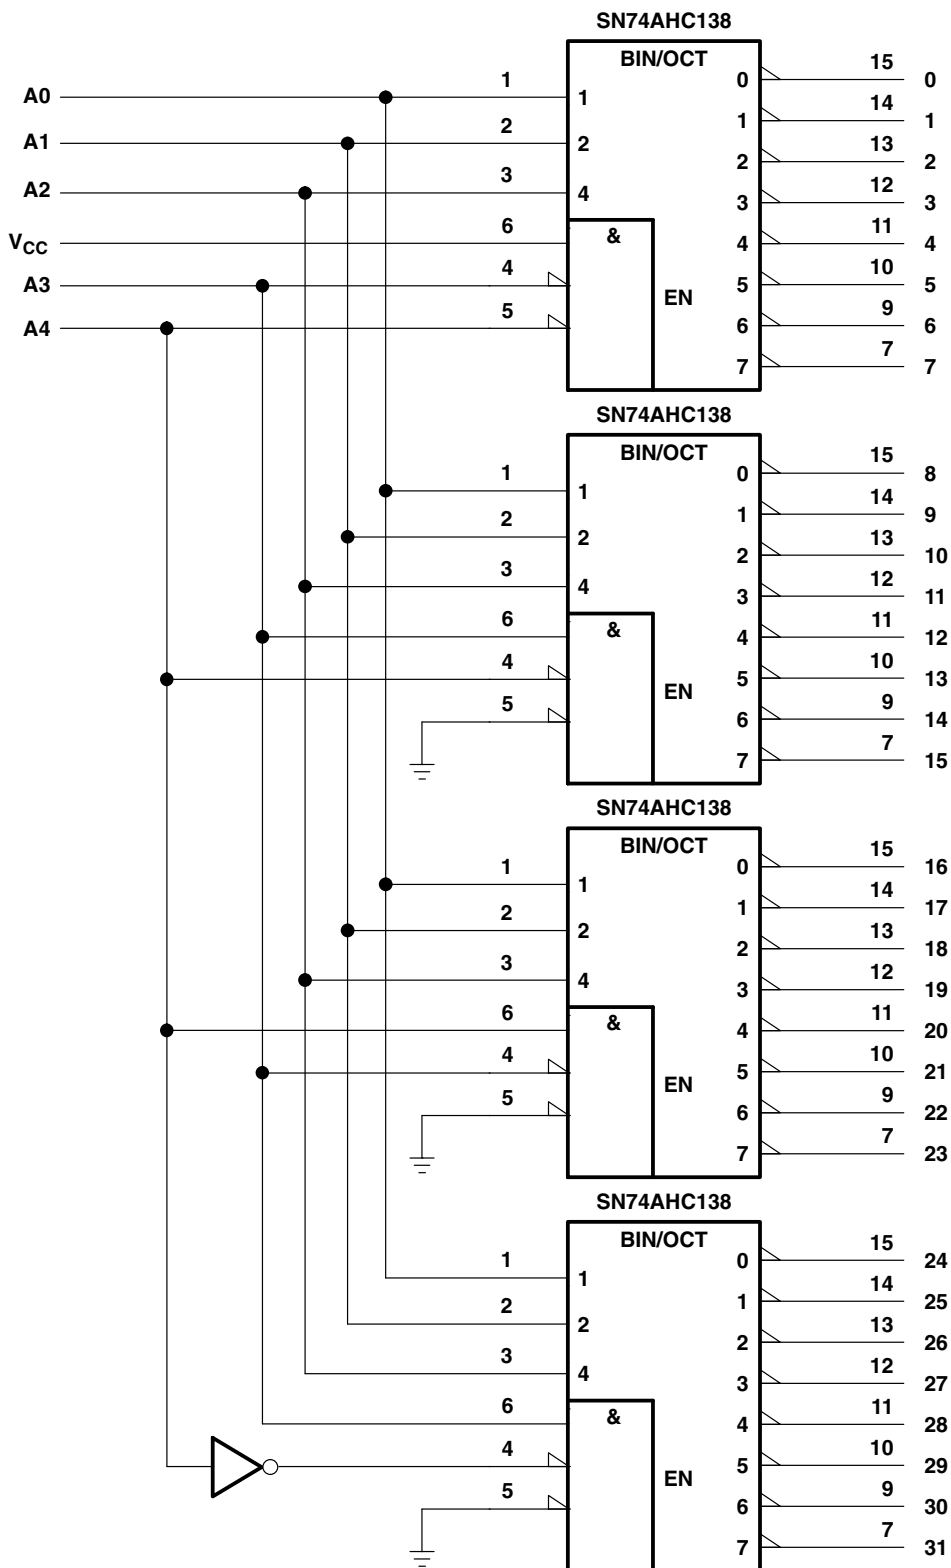 SN74AHC138
BIN/OCT
0 15 0
A0 1 1
1 14 1
A1 2 2
2 13 2
A2 3 4
3 12 3
VCC 6 &
4 11 4
A3 4
5 10 5
EN
A4 5
6 9 6
7 7 7
SN74AHC138
BIN/OCT
0 15 8
1 1
1 14 9
2 2
2 13 10
3 4
3 12 11
6 &
4 11 12
4
5 10 13
EN
5
6 9 14
7 7 15
SN74AHC138
BIN/OCT
0 15 16
1 1
1 14 17
2 2
2 13 18
3 4
3 12 19
6 &
4 11 20
4
5 10 21
EN
5
6 9 22
7 7 23
SN74AHC138
BIN/OCT
0 15 24
1 1
1 14 25
2 2
2 13 26
3 4
3 12 27
6 &
4 11 28
4
5 10 29
EN
5
6 9 30
7 7 31